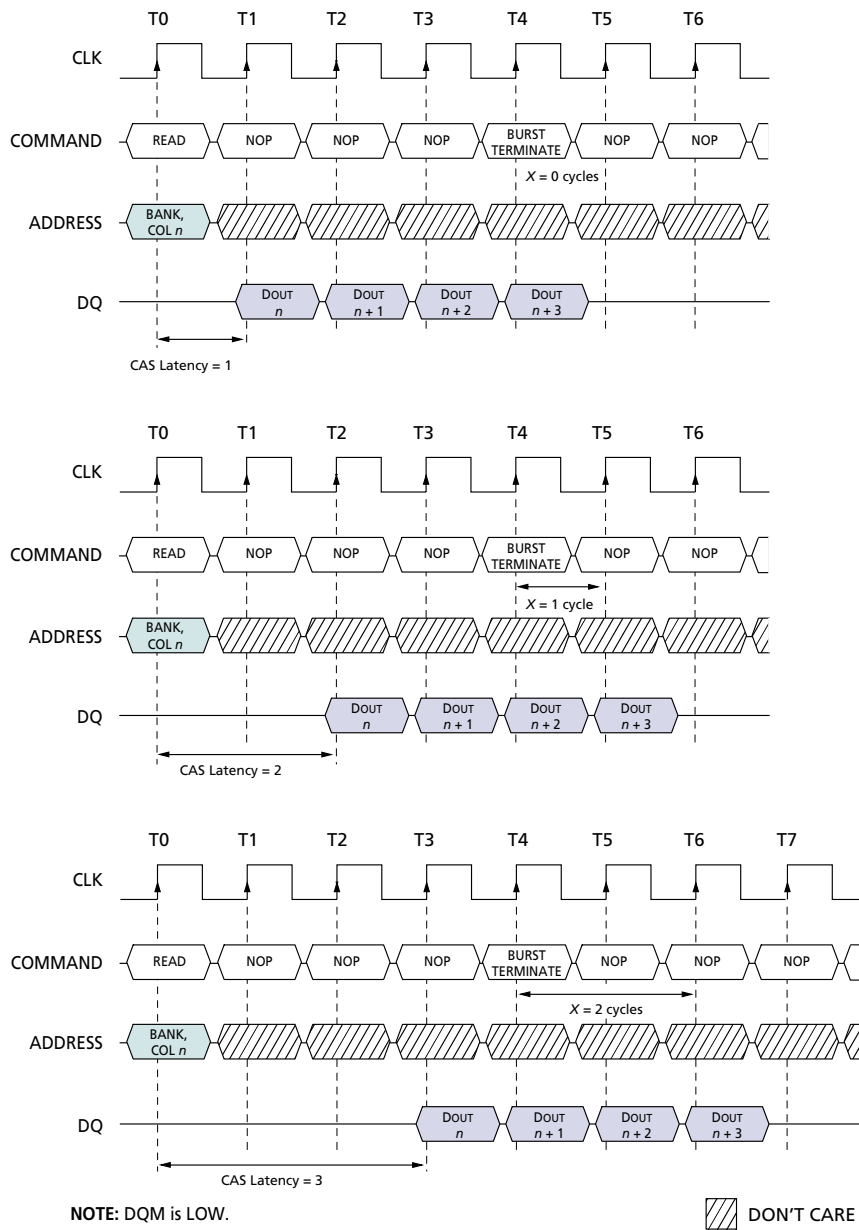 T0 T1 T2 T3 T4 T5 T6
CLK
COMMAND READ NOP NOP NOP BURST TERMINATE NOP NOP
X = 0 cycles
ADDRESS BANK, COL n
DQ DOUT n DOUT n + 1 DOUT n + 2 DOUT n + 3
CAS Latency = 1
T0 T1 T2 T3 T4 T5 T6
CLK
COMMAND READ NOP NOP NOP BURST TERMINATE NOP NOP
X = 1 cycle
ADDRESS BANK, COL n
DQ DOUT n DOUT n + 1 DOUT n + 2 DOUT n + 3
CAS Latency = 2
T0 T1 T2 T3 T4 T5 T6 T7
CLK
COMMAND READ NOP NOP NOP BURST TERMINATE NOP NOP NOP
X = 2 cycles
ADDRESS BANK, COL n
DQ DOUT n DOUT n + 1 DOUT n + 2 DOUT n + 3
CAS Latency = 3
NOTE: DQM is LOW. DON'T CARE